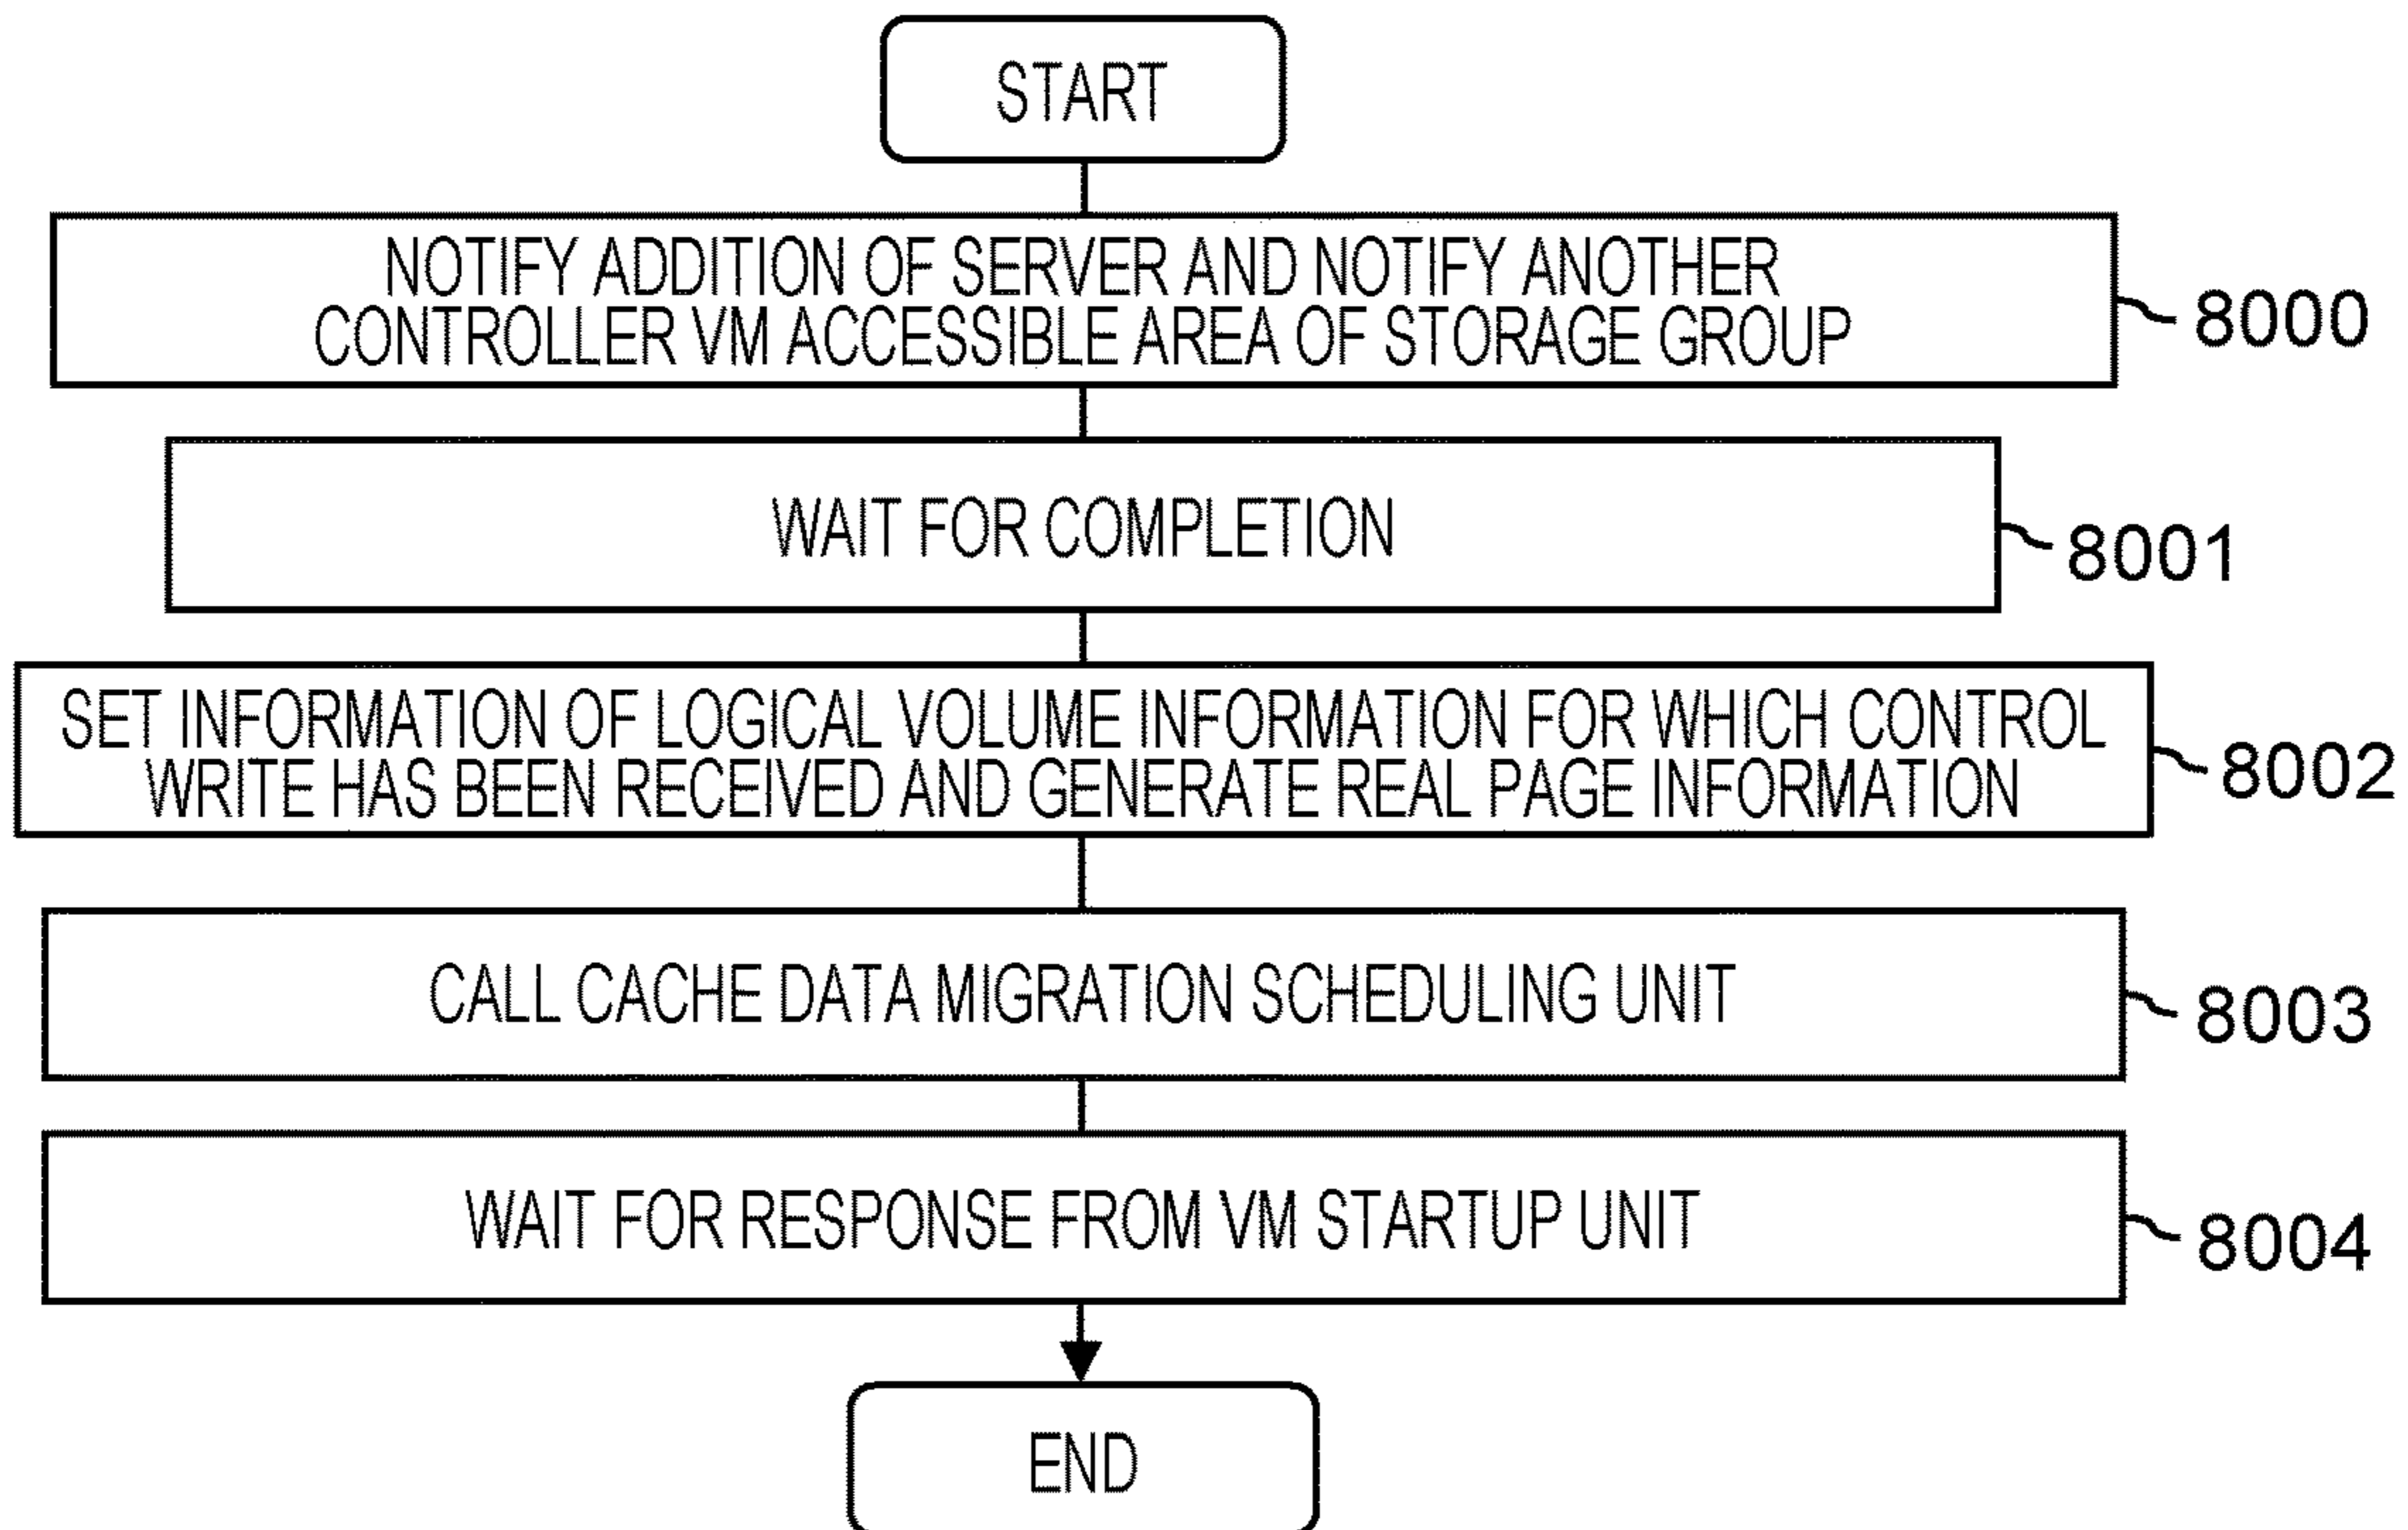 START
NOTIFY ADDITION OF SERVER AND NOTIFY ANOTHER
CONTROLLER VM ACCESSIBLE AREA OF STORAGE GROUP
8000
WAIT FOR COMPLETION
8001
SET INFORMATION OF LOGICAL VOLUME INFORMATION FOR WHICH CONTROL
WRITE HAS BEEN RECEIVED AND GENERATE REAL PAGE INFORMATION
8002
CALL CACHE DATA MIGRATION SCHEDULING UNIT
8003
WAIT FOR RESPONSE FROM VM STARTUP UNIT
8004
END